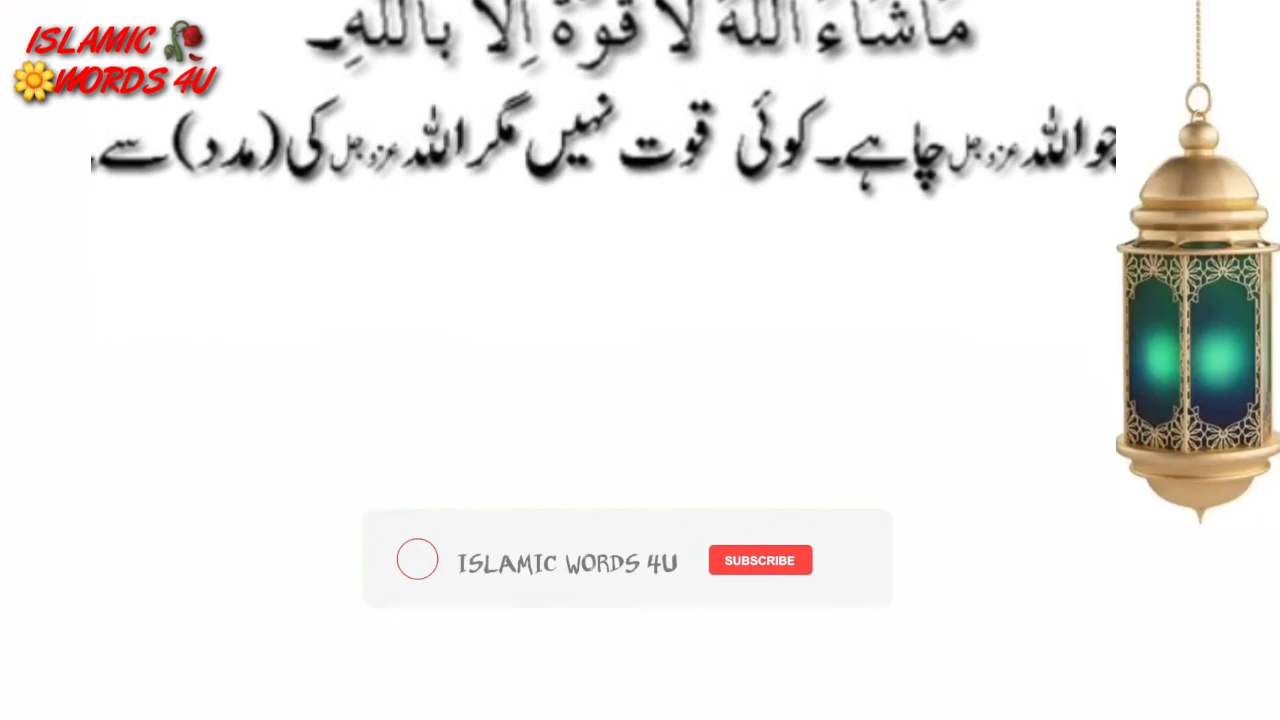 ISLAMIC
WORDS 4U
مَاشَاءَ اللّٰهُ لَا قُوَّةَ اِلَّا بِاللّٰهِ۔
جو اللہ عزوجل چاہے۔ کوئی قوت نہیں مگر اللہ عزوجل کی (مدد) سے۔
ISLAMIC WORDS 4U
SUBSCRIBE